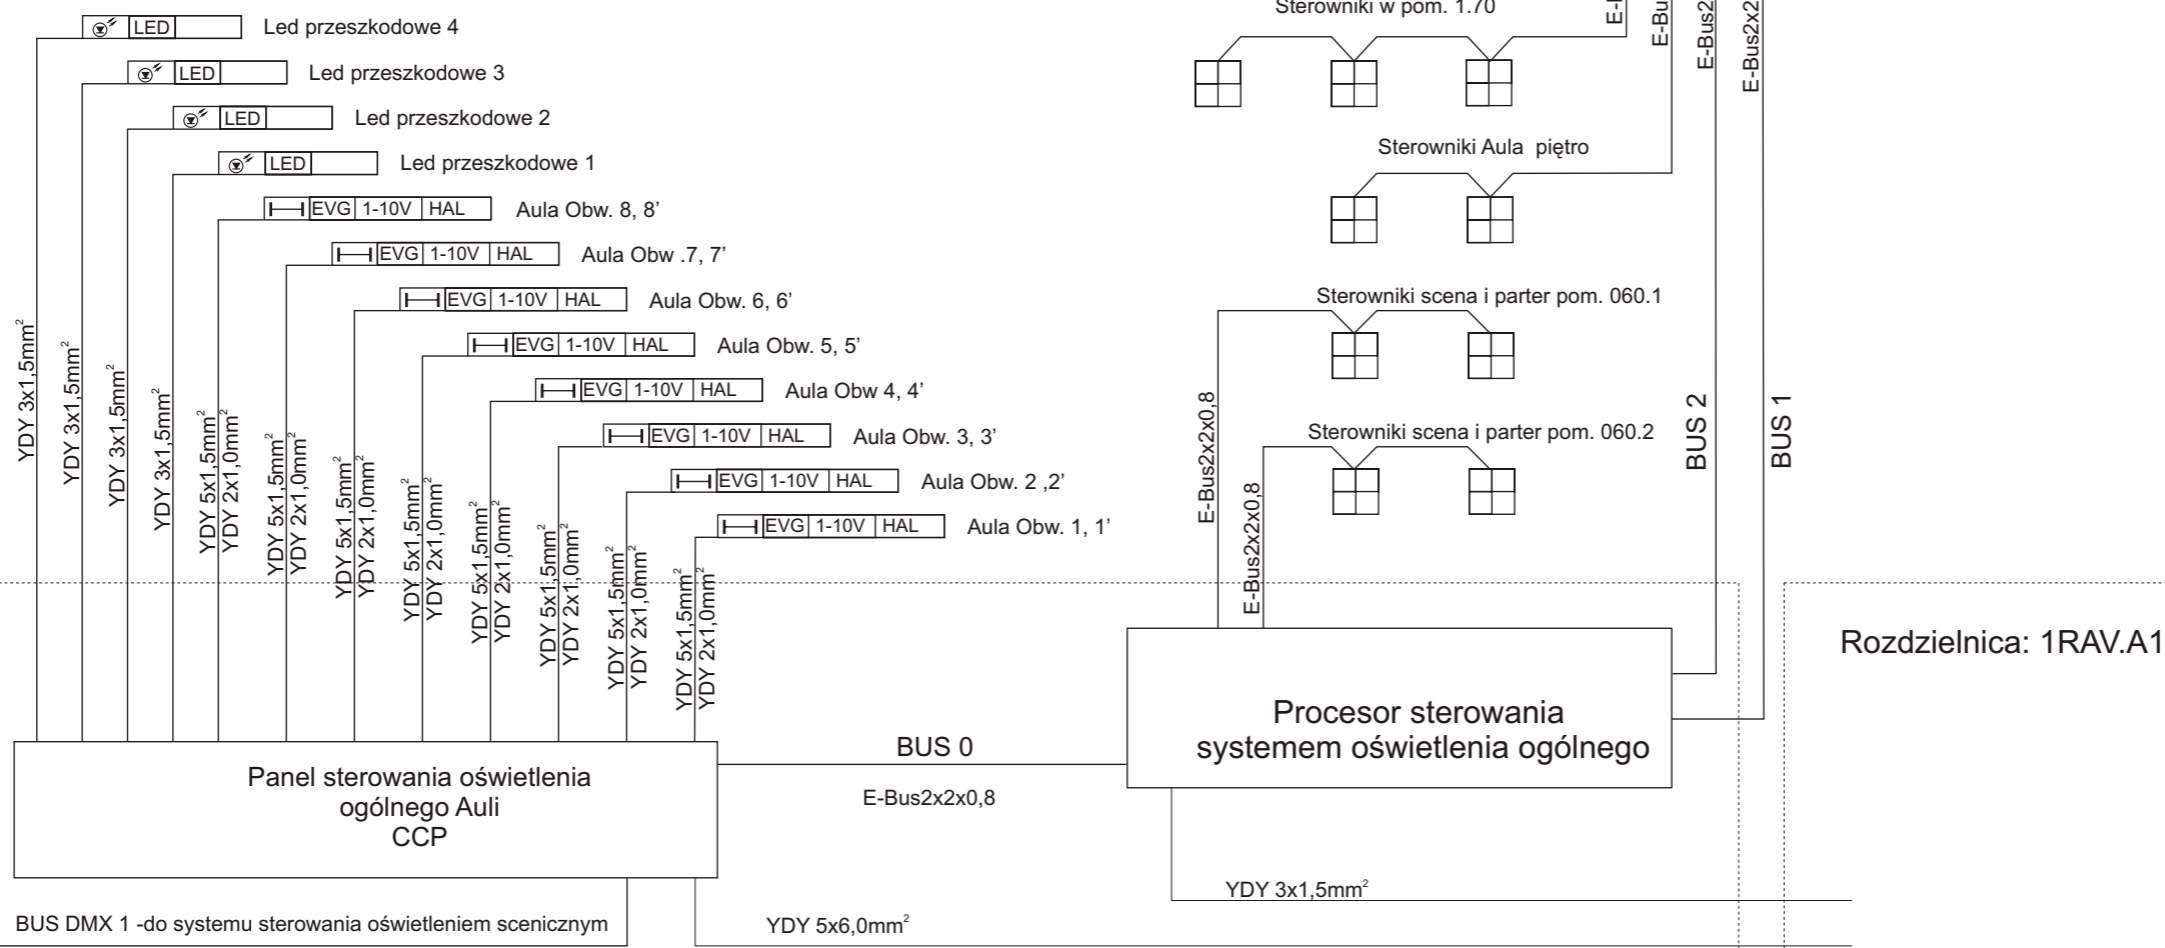 LED Led przeszkodowe 4
LED Led przeszkodowe 3
LED Led przeszkodowe 2
LED Led przeszkodowe 1
EVG 1-10V HAL Aula Obw. 8, 8’
EVG 1-10V HAL Aula Obw .7, 7’
EVG 1-10V HAL Aula Obw. 6, 6’
EVG 1-10V HAL Aula Obw. 5, 5’
EVG 1-10V HAL Aula Obw 4, 4’
EVG 1-10V HAL Aula Obw. 3, 3’
EVG 1-10V HAL Aula Obw. 2 ,2’
EVG 1-10V HAL Aula Obw. 1, 1’
YDY 3x1,5mm²
YDY 3x1,5mm²
YDY 3x1,5mm²
YDY 3x1,5mm²
YDY 5x1,5mm²
YDY 2x1,0mm²
YDY 5x1,5mm²
YDY 2x1,0mm²
YDY 5x1,5mm²
YDY 2x1,0mm²
YDY 5x1,5mm²
YDY 2x1,0mm²
YDY 5x1,5mm²
YDY 2x1,0mm²
YDY 5x1,5mm²
YDY 2x1,0mm²
YDY 5x1,5mm²
YDY 2x1,0mm²
YDY 5x1,5mm²
YDY 2x1,0mm²
Panel sterowania oświetlenia
ogólnego Auli
CCP
BUS DMX 1 -do systemu sterowania oświetleniem scenicznym
YDY 5x6,0mm²
BUS 0
E-Bus2x2x0,8
Sterowniki w pom. 1.70
Sterowniki Aula piętro
Sterowniki scena i parter pom. 060.1
Sterowniki scena i parter pom. 060.2
E-Bus2x2x0,8
E-Bus2x2x0,8
E-Bu
E-Bus2
E-Bus2x2
BUS 2
BUS 1
Procesor sterowania
systemem oświetlenia ogólnego
YDY 3x1,5mm²
Rozdzielnica: 1RAV.A1